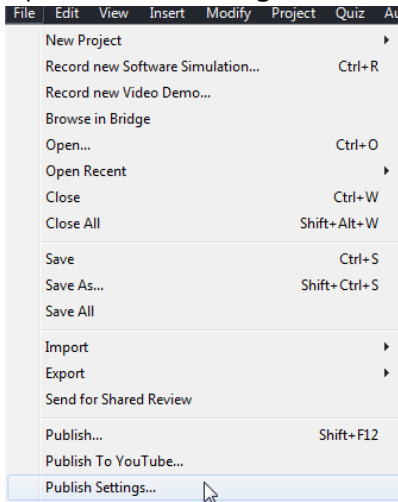 File Edit View Insert Modify Project Quiz
New Project
Record new Software Simulation... Ctrl+R
Record new Video Demo...
Browse in Bridge
Open... Ctrl+O
Open Recent
Close Ctrl+W
Close All Shift+Alt+W
Save Ctrl+S
Save As... Shift+Ctrl+S
Save All
Import
Export
Send for Shared Review
Publish... Shift+F12
Publish To YouTube...
Publish Settings...